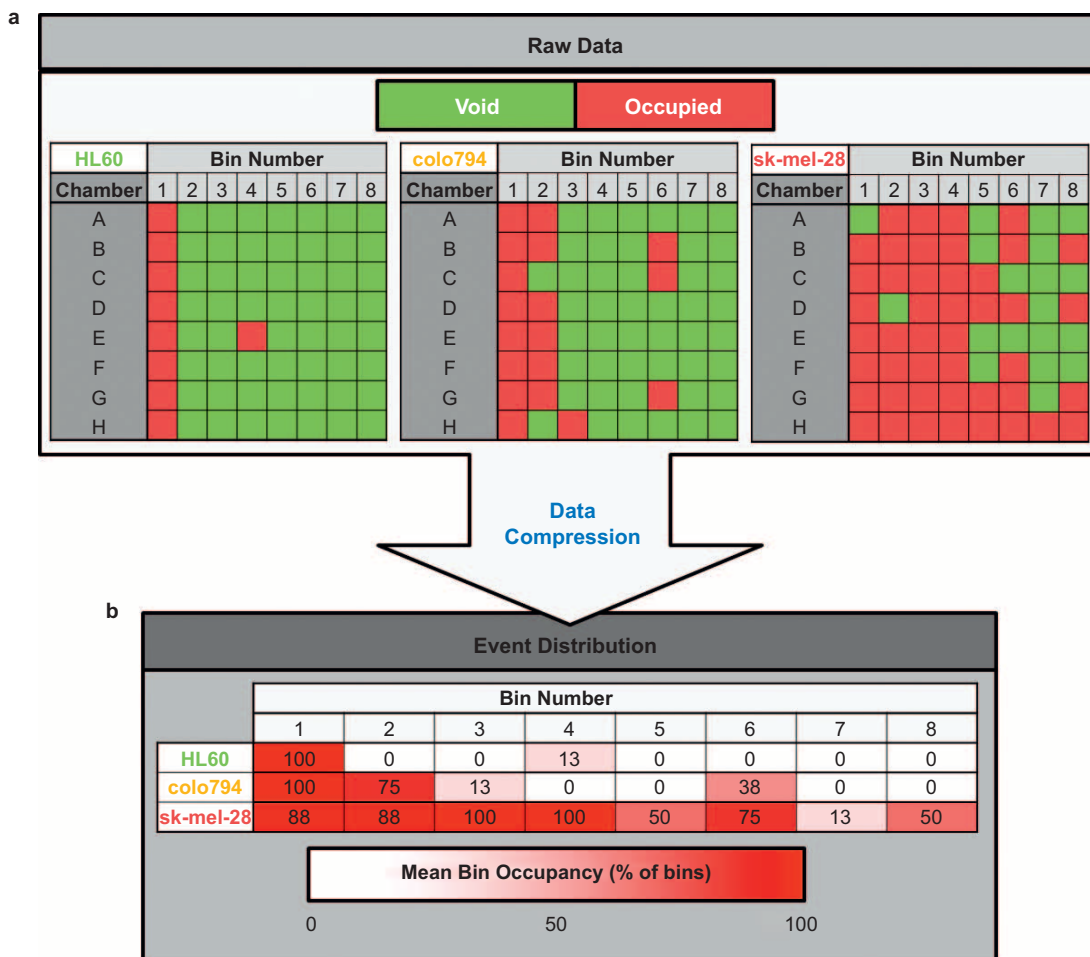 a
Raw Data
Void Occupied
HL60 Bin Number
Chamber 1 2 3 4 5 6 7 8
A
B
C
D
E
F
G
H
colo794 Bin Number
Chamber 1 2 3 4 5 6 7 8
A
B
C
D
E
F
G
H
sk-mel-28 Bin Number
Chamber 1 2 3 4 5 6 7 8
A
B
C
D
E
F
G
H
Data
Compression
b
Event Distribution
Bin Number
1 2 3 4 5 6 7 8
HL60 100 0 0 13 0 0 0 0
colo794 100 75 13 0 0 38 0 0
sk-mel-28 88 88 100 100 50 75 13 50
Mean Bin Occupancy (% of bins)
0 50 100